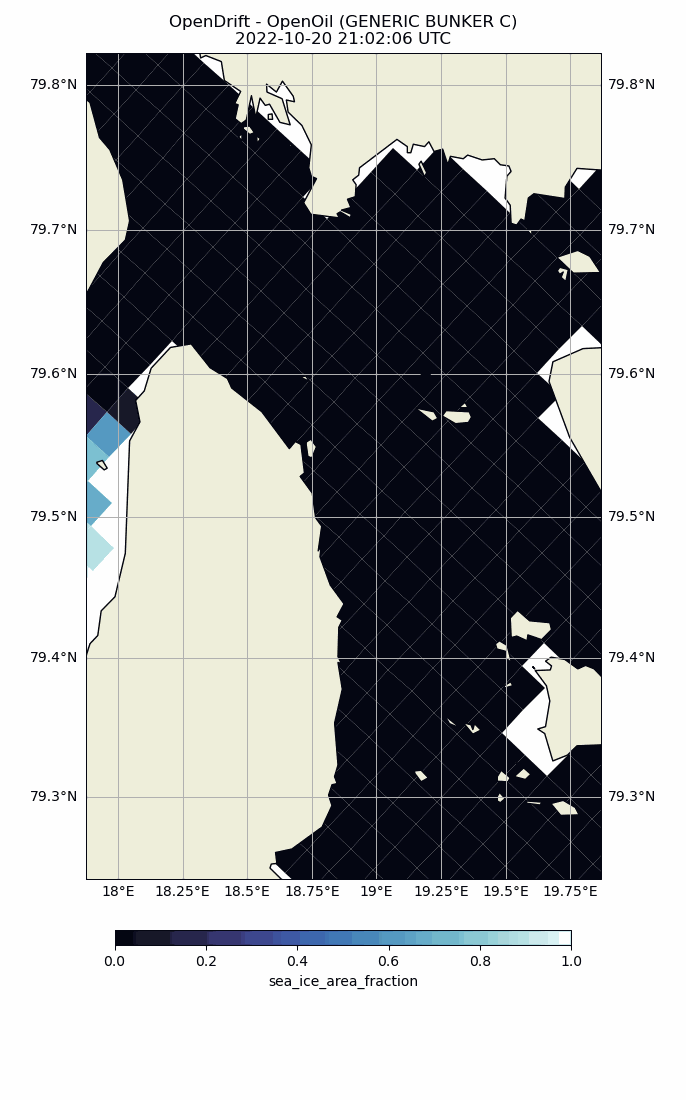 OpenDrift - OpenOil (GENERIC BUNKER C)
2022-10-20 21:02:06 UTC
79.8°N 79.8°N
79.7°N 79.7°N
79.6°N 79.6°N
79.5°N 79.5°N
79.4°N 79.4°N
79.3°N 79.3°N
18°E 18.25°E 18.5°E 18.75°E 19°E 19.25°E 19.5°E 19.75°E
0.0 0.2 0.4 0.6 0.8 1.0
sea_ice_area_fraction